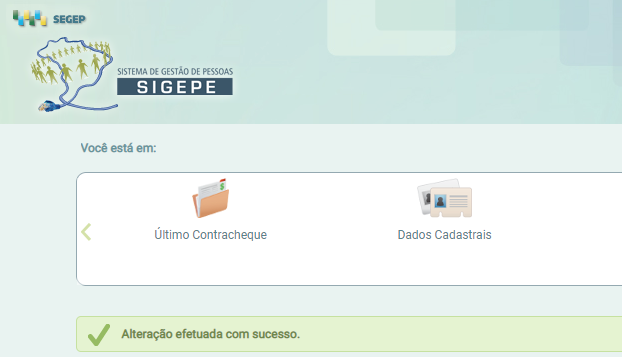 SEGEP
SISTEMA DE GESTÃO DE PESSOAS
SIGEPE
Você está em:
Último Contracheque
Dados Cadastrais
Alteração efetuada com sucesso.